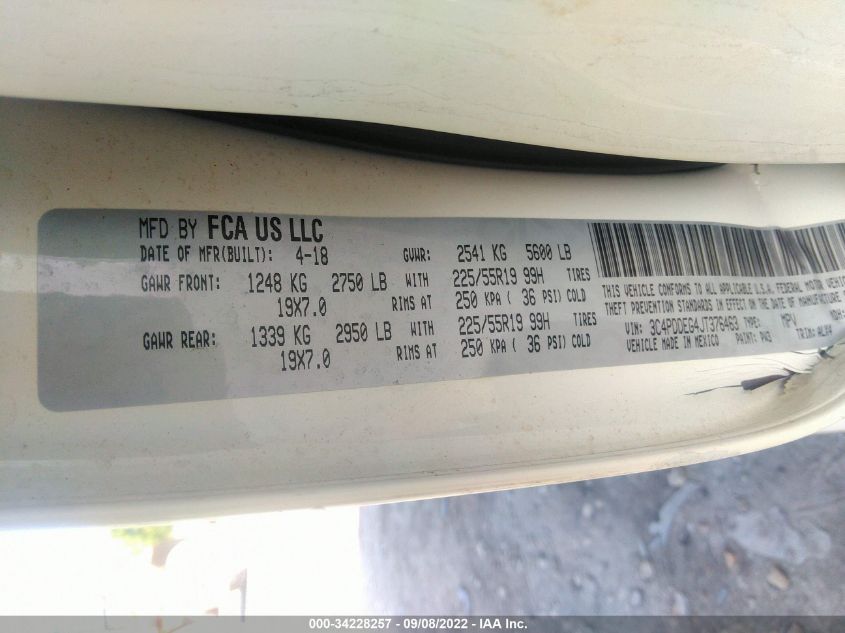 MFD BY FCA US LLC
DATE OF MFR(BUILT): 4-18 GVWR: 2541 KG 5600 LB
GAWR FRONT: 1248 KG 2750 LB WITH 225/55R19 99H TIRES
19X7.0 RIMS AT 250 KPA ( 36 PSI) COLD
GAWR REAR: 1339 KG 2950 LB WITH 225/55R19 99H TIRES
19X7.0 RIMS AT 250 KPA ( 36 PSI) COLD
THIS VEHICLE CONFORMS TO ALL APPLICABLE U.S.A. FEDERAL MOTOR
THEFT PREVENTION STANDARDS IN EFFECT ON THE DATE OF MANUFACTURE
VIN: 3C4PDDEG4JT376463 TYPE: MPV
VEHICLE MADE IN MEXICO PAINT: PW3 TRIM:
000-34228257 - 09/08/2022 - IAA Inc.